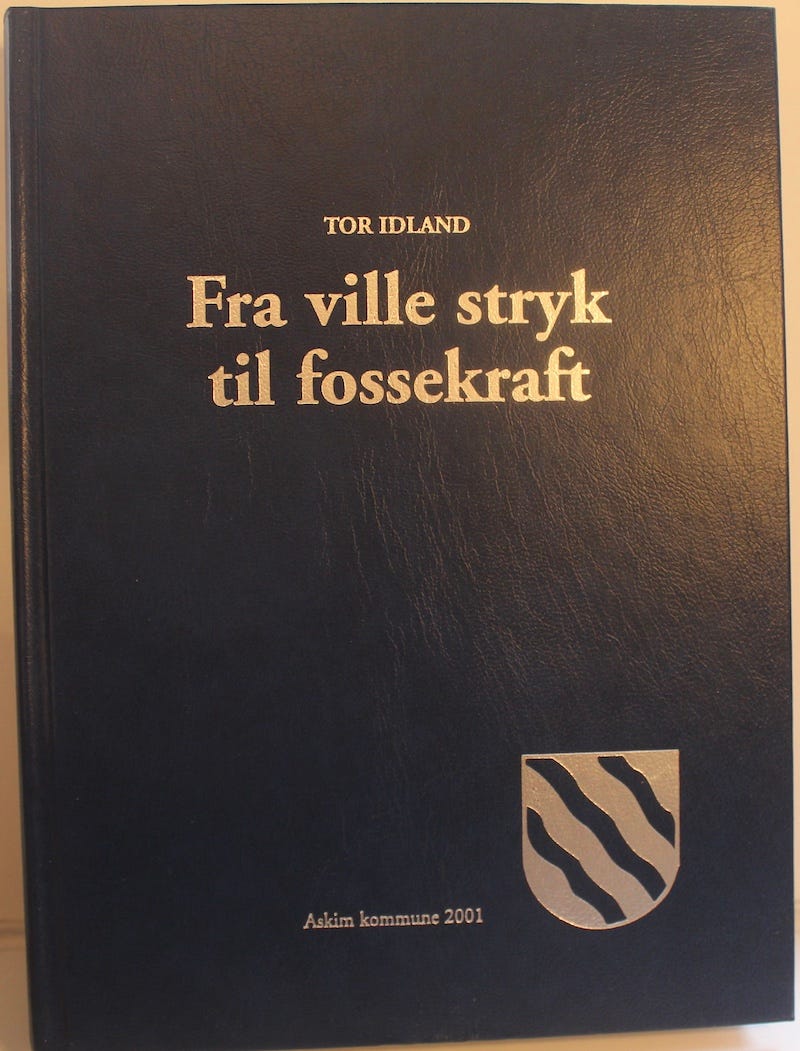 TOR IDLAND
Fra ville stryk
til fossekraft
Askim kommune 2001